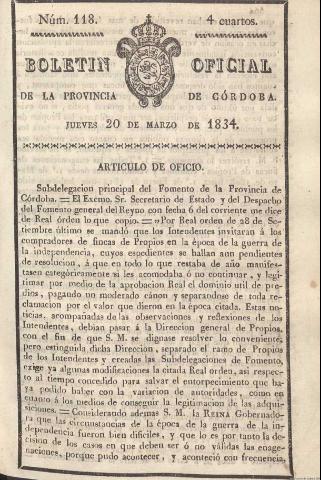 Núm. 118.
4 cuartos.
BOLETIN OFICIAL
DE LA PROVINCIA DE CÓRDOBA.
JUEVES 20 DE MARZO DE 1834.
ARTICULO DE OFICIO.
Subdelegacion principal del Fomento de la Provincia de
Córdoba. = El Excmo. Sr. Secretario de Estado y del Despacho
del Fomento general del Reyno con fecha 6 del corriente me dice
de Real órden lo que copio. = »Por Real orden de 28 de Se-
tiembre último se mandó que los Intendentes invitaran á los
compradores de fincas de Propios en la época de la guerra de
la independencia, cuyos espedientes se hallan aun pendientes
de resolucion, á que en todo lo que restaba de año manifies-
tasen categóricamente si les acomodaba ó no continuar, y legi-
timar por medio de la aprobacion Real el dominio util de pre-
dios, pagando un moderado cánon y separándose de toda re-
clamacion por el valor que dieron en la época citada. Estas no-
ticias, acompañadas de las observaciones y reflexiones de los
Intendentes, debian pasar á la Direccion general de Propios,
con el fin de que S. M. se dignase resolver lo conveniente,
pero estinguida dicha Direccion, separado el ramo de Propios
de los Intendentes y creadas las Subdelegaciones de Fomento,
exige ya algunas modificaciones la citada Real orden, asi respec-
to al tiempo concedido para salvar el entorpecimiento que ha-
ya podido haber con la variacion de autoridades, como en
cuanto á los medios de conseguir la legitimacion de las adqui-
siciones. = Considerando ademas S. M. la REINA Gobernado-
ra que las circunstancias de la época de la guerra de la in-
dependencia fueron bien dificiles, y que lo es por tanto la de-
cision de los casos en que deben ser ó no válidas las enage-
naciones, porque pudo acontecer, y aconteció con frecuencia,